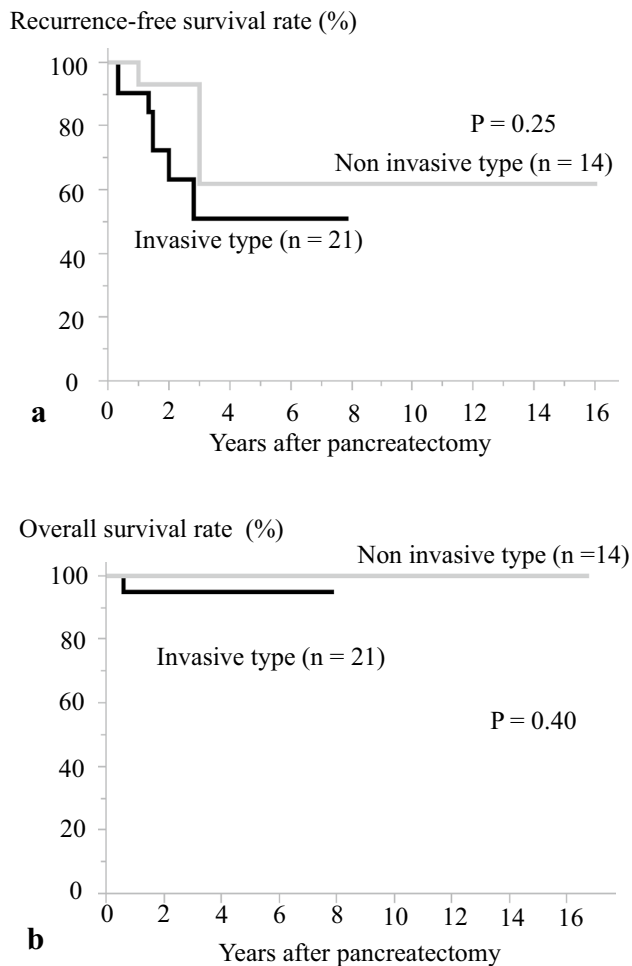 Recurrence-free survival rate (%)
100
80
60
40
20
0
P = 0.25
Non invasive type (n = 14)
Invasive type (n = 21)
0 2 4 6 8 10 12 14 16
Years after pancreatectomy
a
Overall survival rate (%)
Non invasive type (n =14)
100
80
60
40
20
0
Invasive type (n = 21)
P = 0.40
0 2 4 6 8 10 12 14 16
Years after pancreatectomy
b